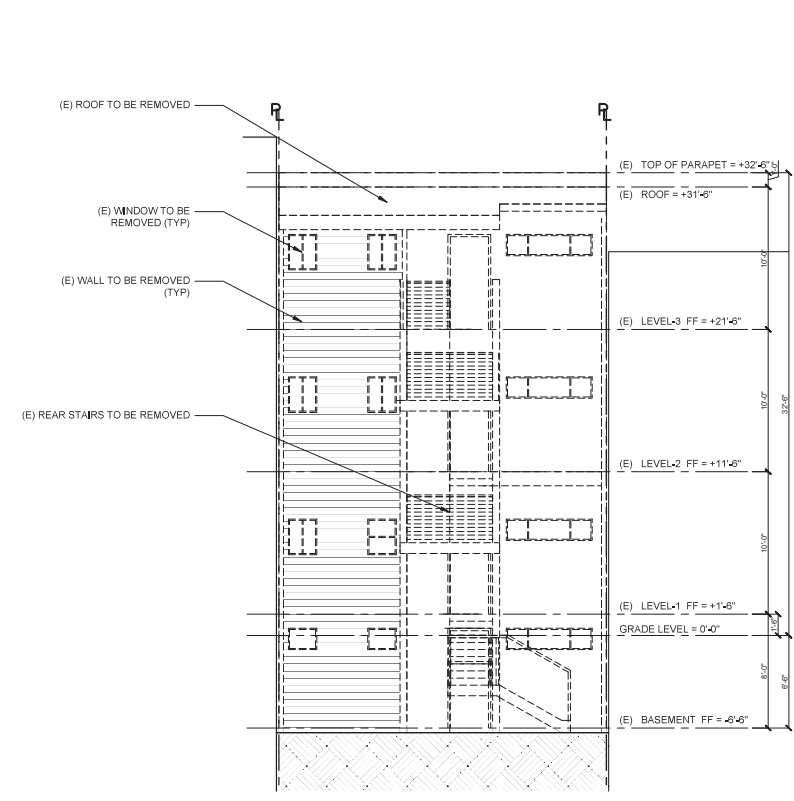 (E) ROOF TO BE REMOVED
PL
PL
(E) TOP OF PARAPET = +32'-6"
1'-0"
(E) ROOF = +31'-6"
(E) WINDOW TO BE
REMOVED (TYP)
10'-0"
(E) WALL TO BE REMOVED
(TYP)
(E) LEVEL-3 FF = +21'-6"
10'-0"
32'-6"
(E) REAR STAIRS TO BE REMOVED
(E) LEVEL-2 FF = +11'-6"
10'-0"
(E) LEVEL-1 FF = +1'-6"
1'-6"
GRADE LEVEL = 0'-0"
8'-0"
6'-6"
(E) BASEMENT FF = -6'-6"